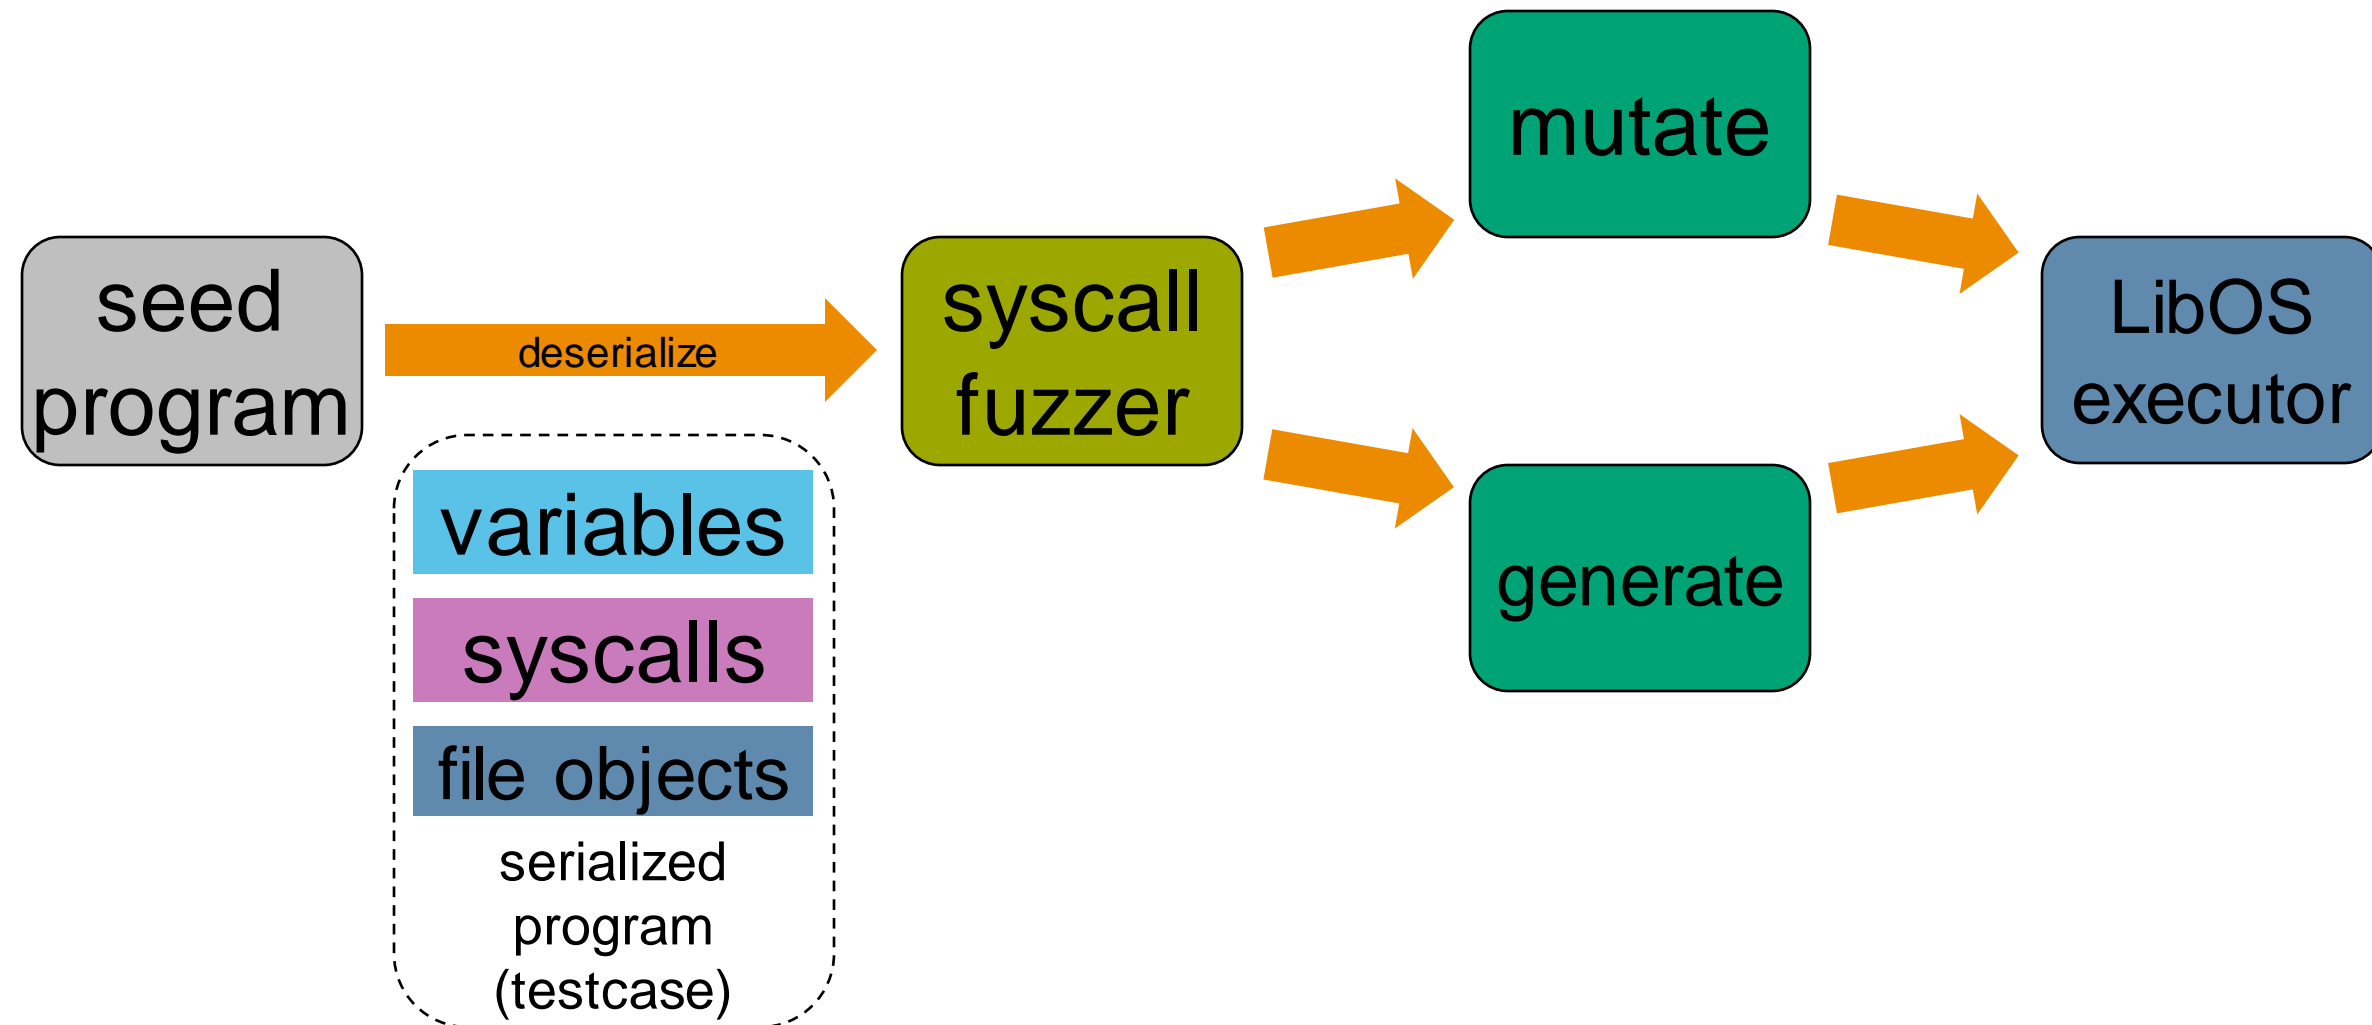 seed
program
deserialize
variables
syscalls
file objects
serialized
program
(testcase)
syscall
fuzzer
mutate
generate
LibOS
executor